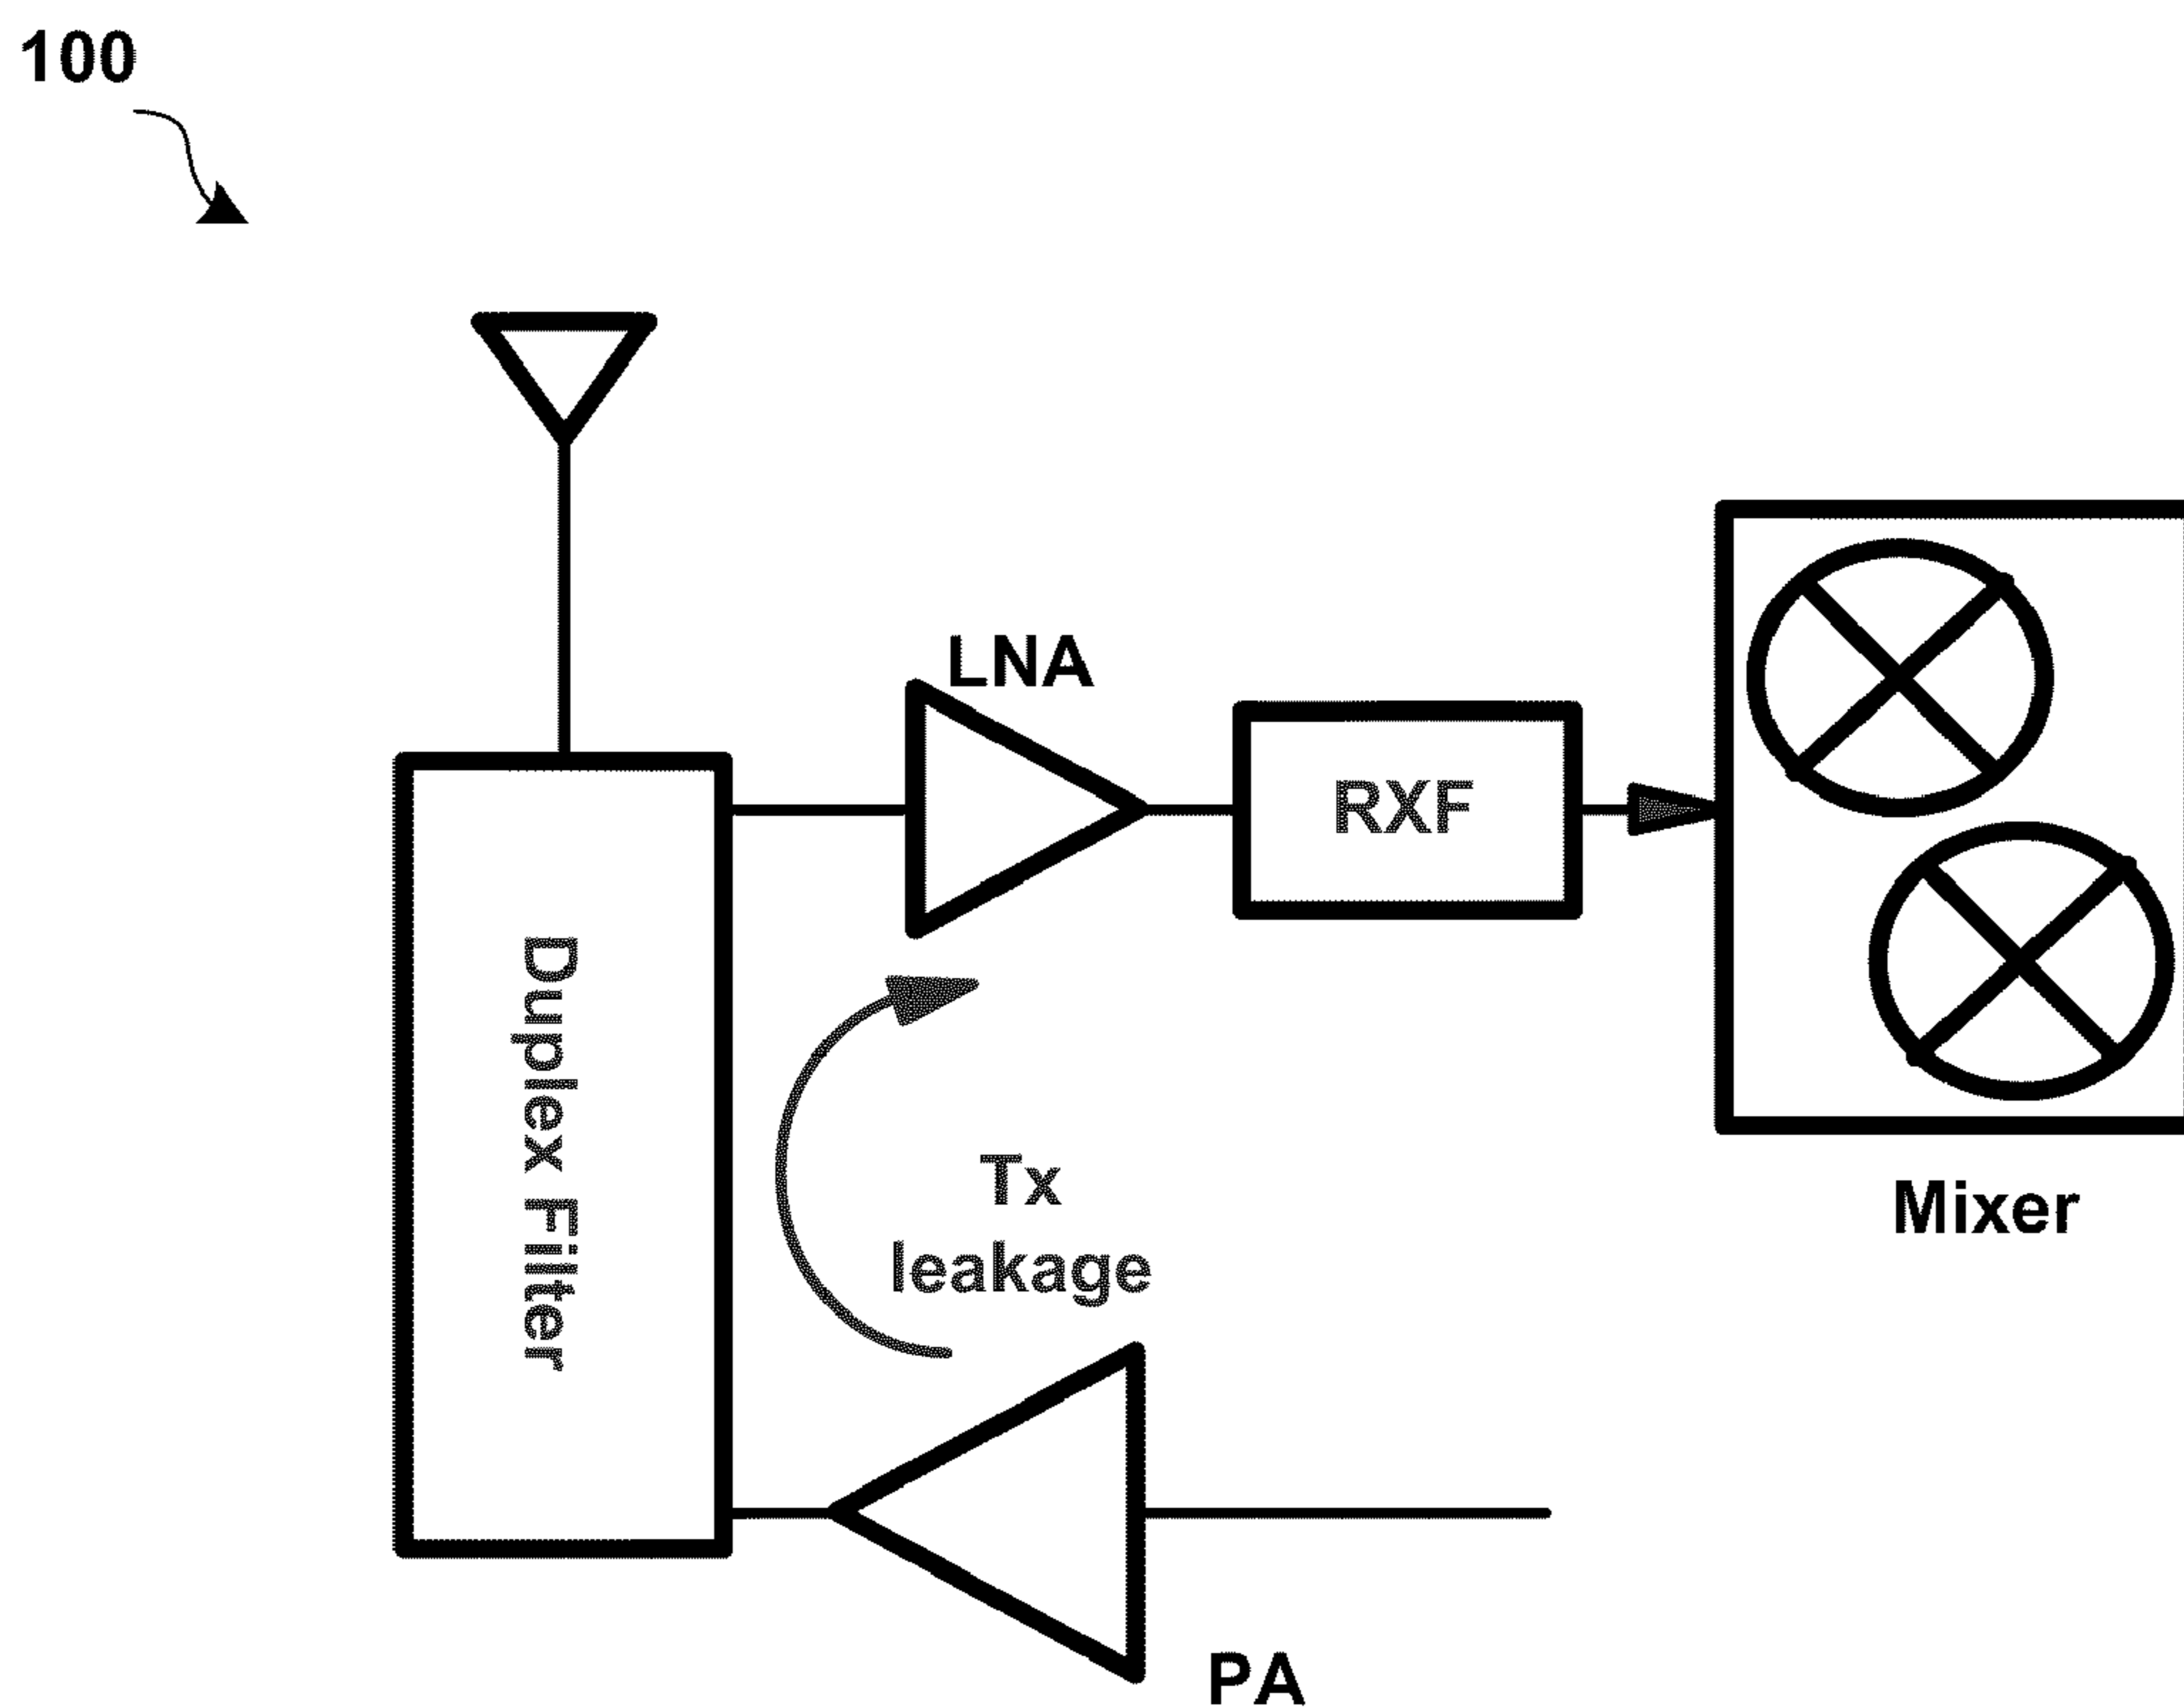 100
LNA
RXF
Duplex Filter
Tx
leakage
Mixer
PA